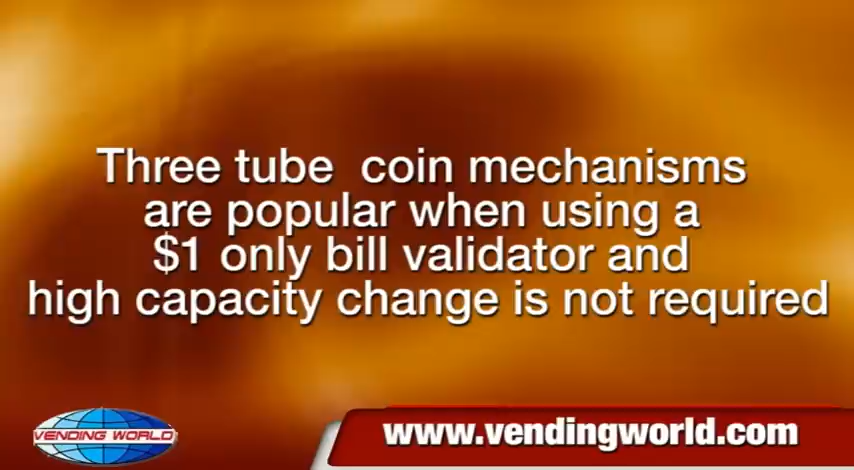 Three tube  coin mechanisms
are popular when using a
$1 only bill validator and
high capacity change is not required
VENDING WORLD
www.vendingworld.com